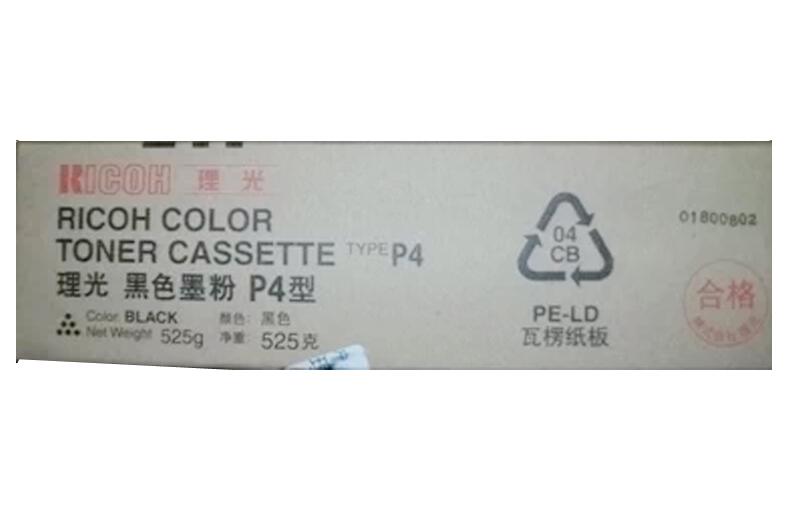 RICOH 理光
RICOH COLOR
TONER CASSETTE TYPE P4
理光 黑色墨粉 P4型
Color: BLACK 颜色: 黑色
Net Weight 525g 净重: 525克
04
CB
PE-LD
瓦楞纸板
01800802
合格